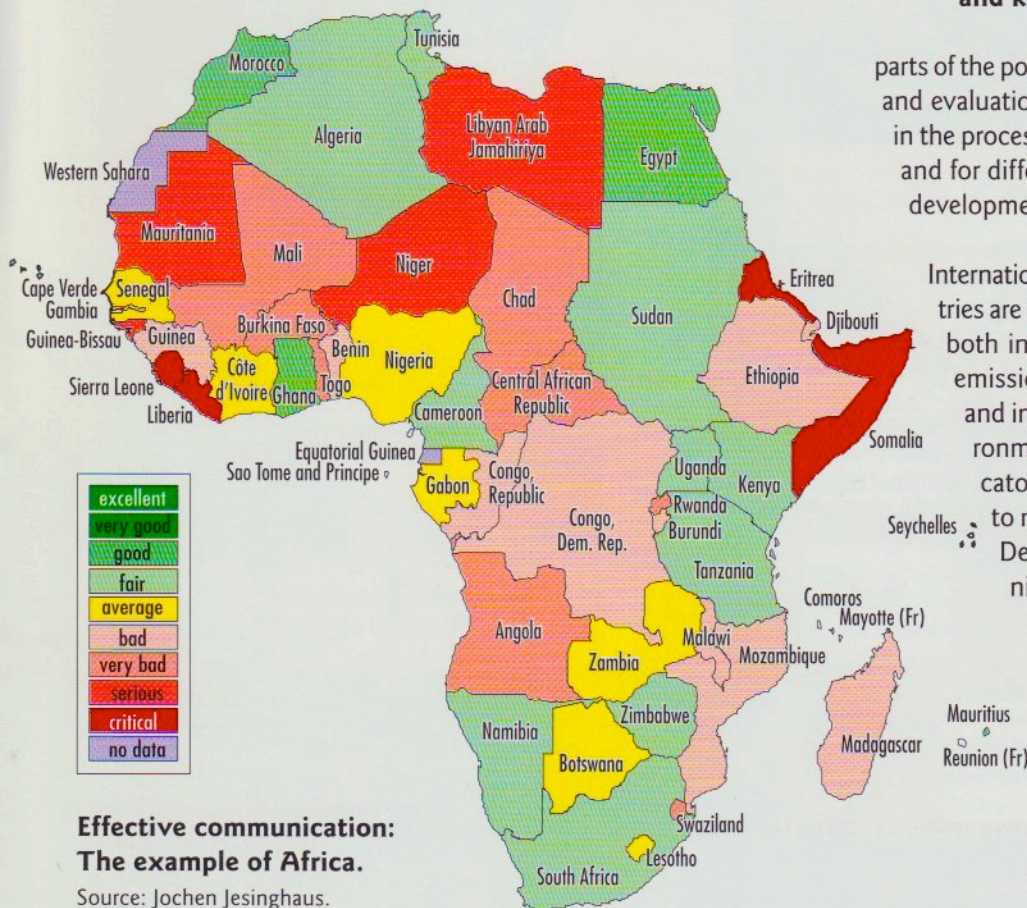 and k
parts of the po
and evaluatio
in the proces
and for diffe
developme
Internatio
tries are
both in
emissi
and in
ronm
cato
to r
De
ni
Tunisia
Morocco
Algeria
Libyan Arab
Jamahiriya
Egypt
Western Sahara
Mauritania
Mali
Niger
Chad
Sudan
Eritrea
Cape Verde
Senegal
Gambia
Guinea-Bissau
Guinea
Burkina Faso
Djibouti
Benin
Nigeria
Côte
d'Ivoire
Ghana
Togo
Ethiopia
Sierra Leone
Liberia
Cameroon
Central African
Republic
Somalia
Equatorial Guinea
Sao Tome and Principe
Gabon
Congo,
Republic
Congo,
Dem. Rep.
Uganda
Kenya
Rwanda
Burundi
Tanzania
Seychelles
Comoros
Mayotte (Fr)
Angola
Zambia
Malawi
Mozambique
Namibia
Zimbabwe
Botswana
Madagascar
Mauritius
Reunion (Fr)
Swaziland
Lesotho
South Africa
excellent
very good
good
fair
average
bad
very bad
serious
critical
no data
Effective communication:
The example of Africa.
Source: Jochen Jesinghaus.